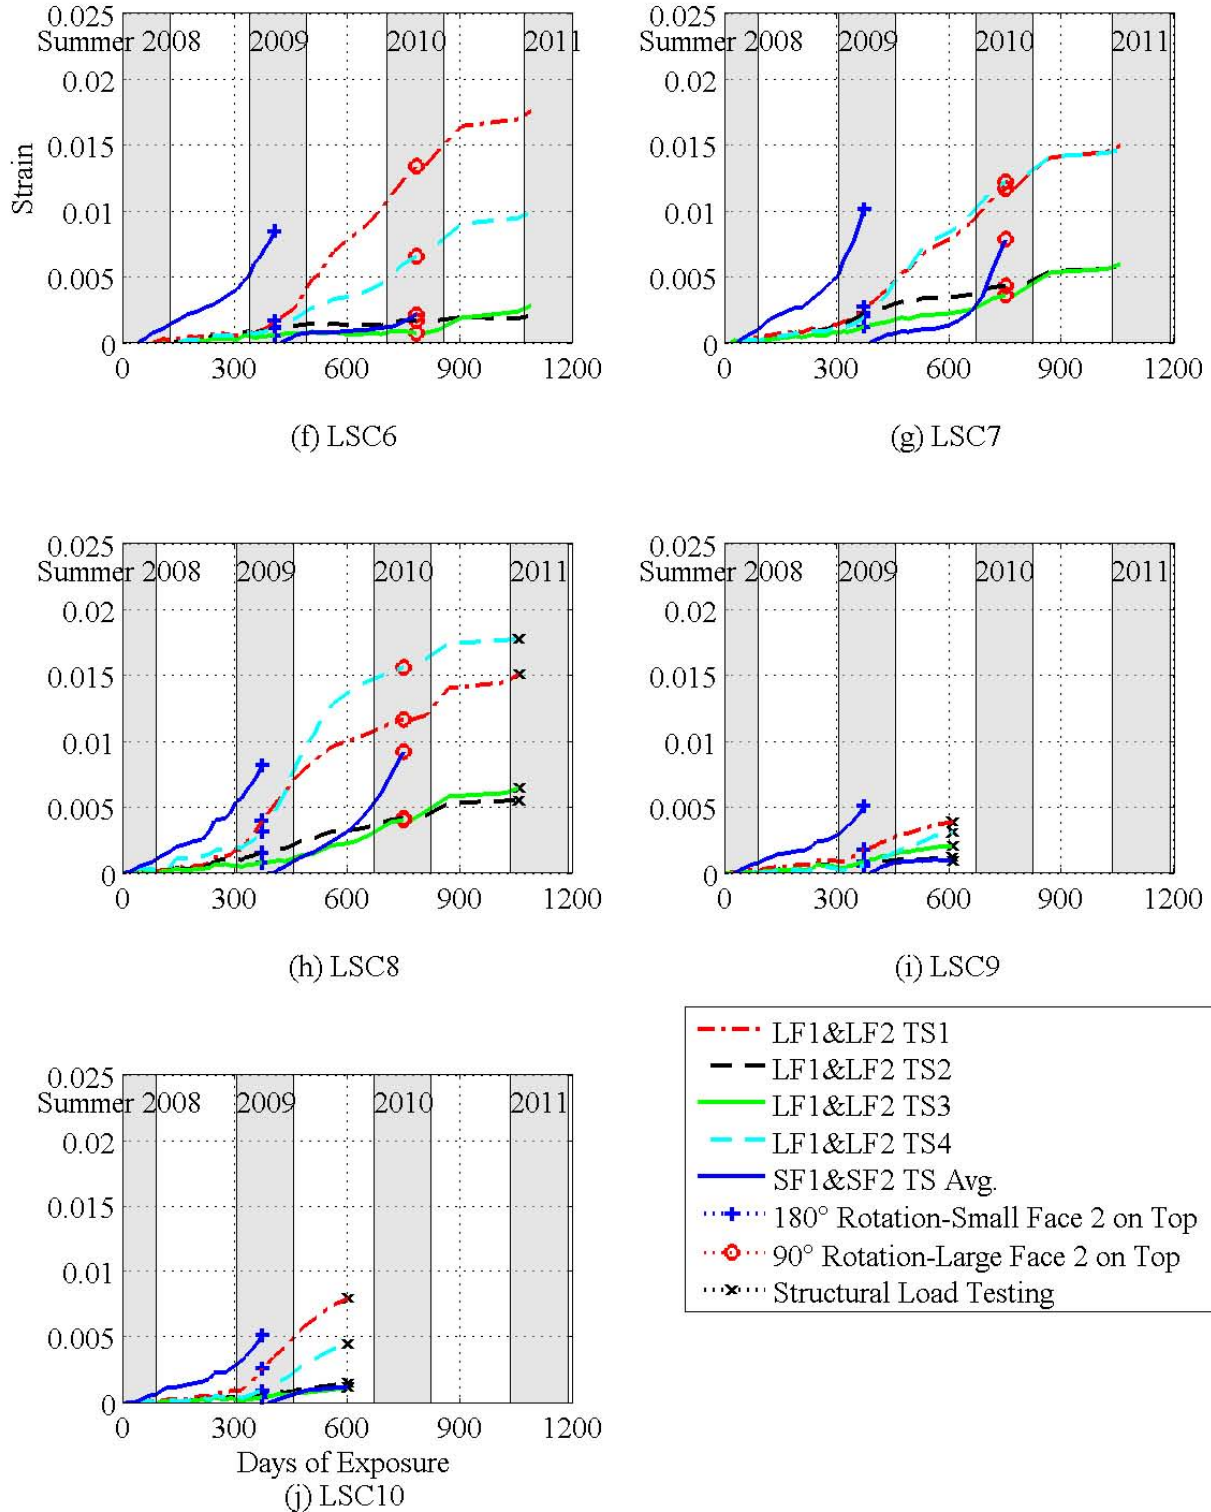 0.025
Summer 2008 2009 2010 2011
0.02
0.015
0.01
0.005
0
Strain
0 300 600 900 1200
(f) LSC6
0.025
Summer 2008 2009 2010 2011
0.02
0.015
0.01
0.005
0
0 300 600 900 1200
(g) LSC7
0.025
Summer 2008 2009 2010 2011
0.02
0.015
0.01
0.005
0
0 300 600 900 1200
(h) LSC8
0.025
Summer 2008 2009 2010 2011
0.02
0.015
0.01
0.005
0
0 300 600 900 1200
(i) LSC9
0.025
Summer 2008 2009 2010 2011
0.02
0.015
0.01
0.005
0
0 300 600 900 1200
Days of Exposure
(j) LSC10
LF1&LF2 TS1
LF1&LF2 TS2
LF1&LF2 TS3
LF1&LF2 TS4
SF1&SF2 TS Avg.
180° Rotation-Small Face 2 on Top
90° Rotation-Large Face 2 on Top
Structural Load Testing